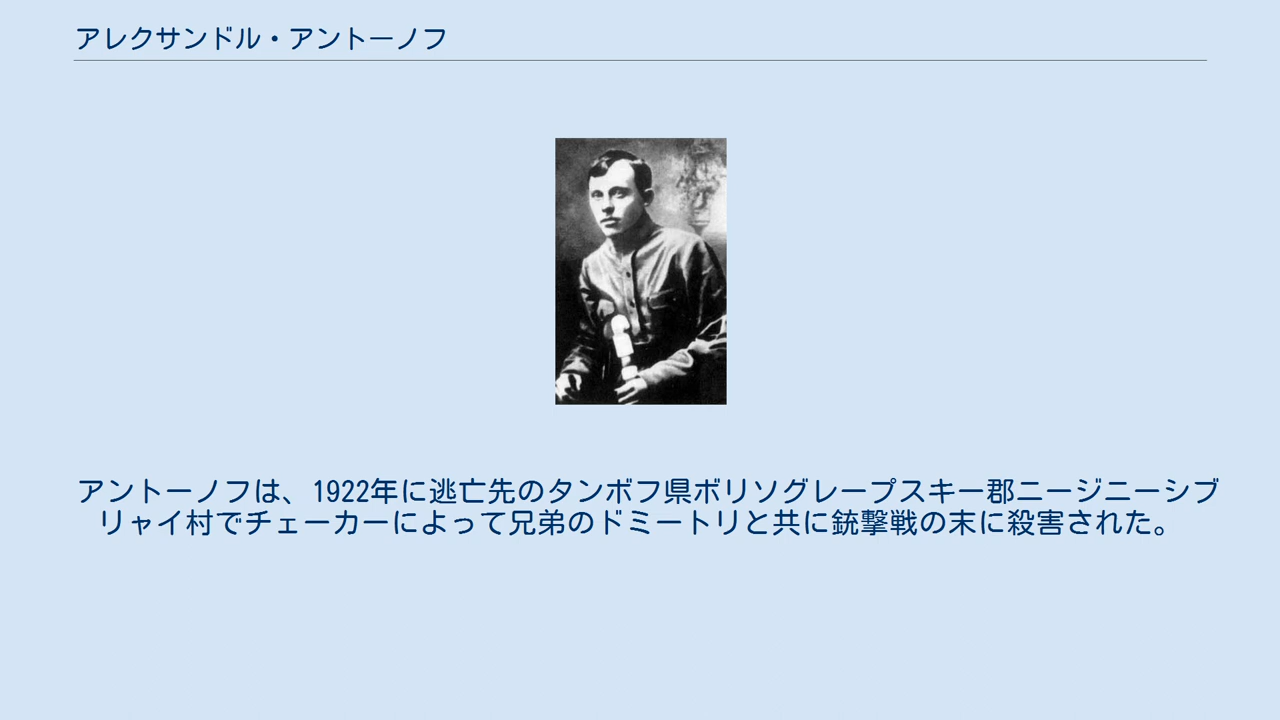 アレクサンドル・アントーノフ
アントーノフは、1922年に逃亡先のタンボフ県ボリソグレープスキー郡ニージニーシブ
リャイ村でチェーカーによって兄弟のドミートリと共に銃撃戦の末に殺害された。